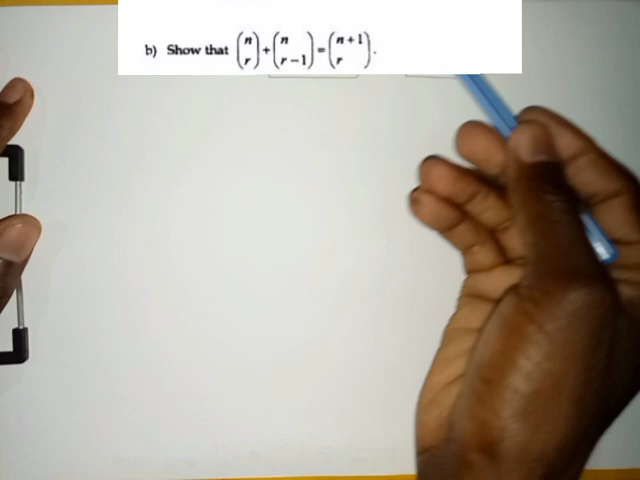 b) Show that (n r) + (n r – 1) = (n + 1 r).